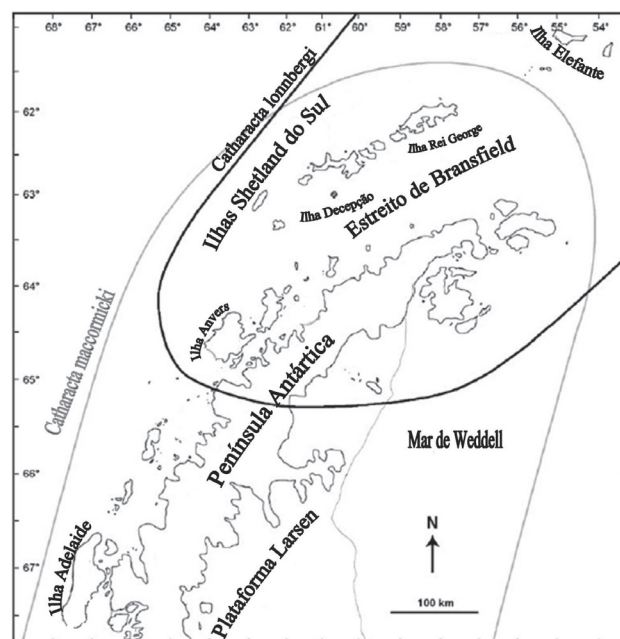 68° 67° 66° 65° 64° 63° 62° 61° 60° 59° 58° 57° 56° 55° 54° 53°
Ilha Elefante
Catharacta lonnbergi
62°
Ilhas Shetland do Sul
Ilha Rei George
Estreito de Bransfield
63°
Ilha Decepção
64°
Ilha Anvers
Catharacta maccormicki
65°
Península Antártica
Mar de Weddell
66°
Ilha Adelaide
Plataforma Larsen
N
67°
100 km